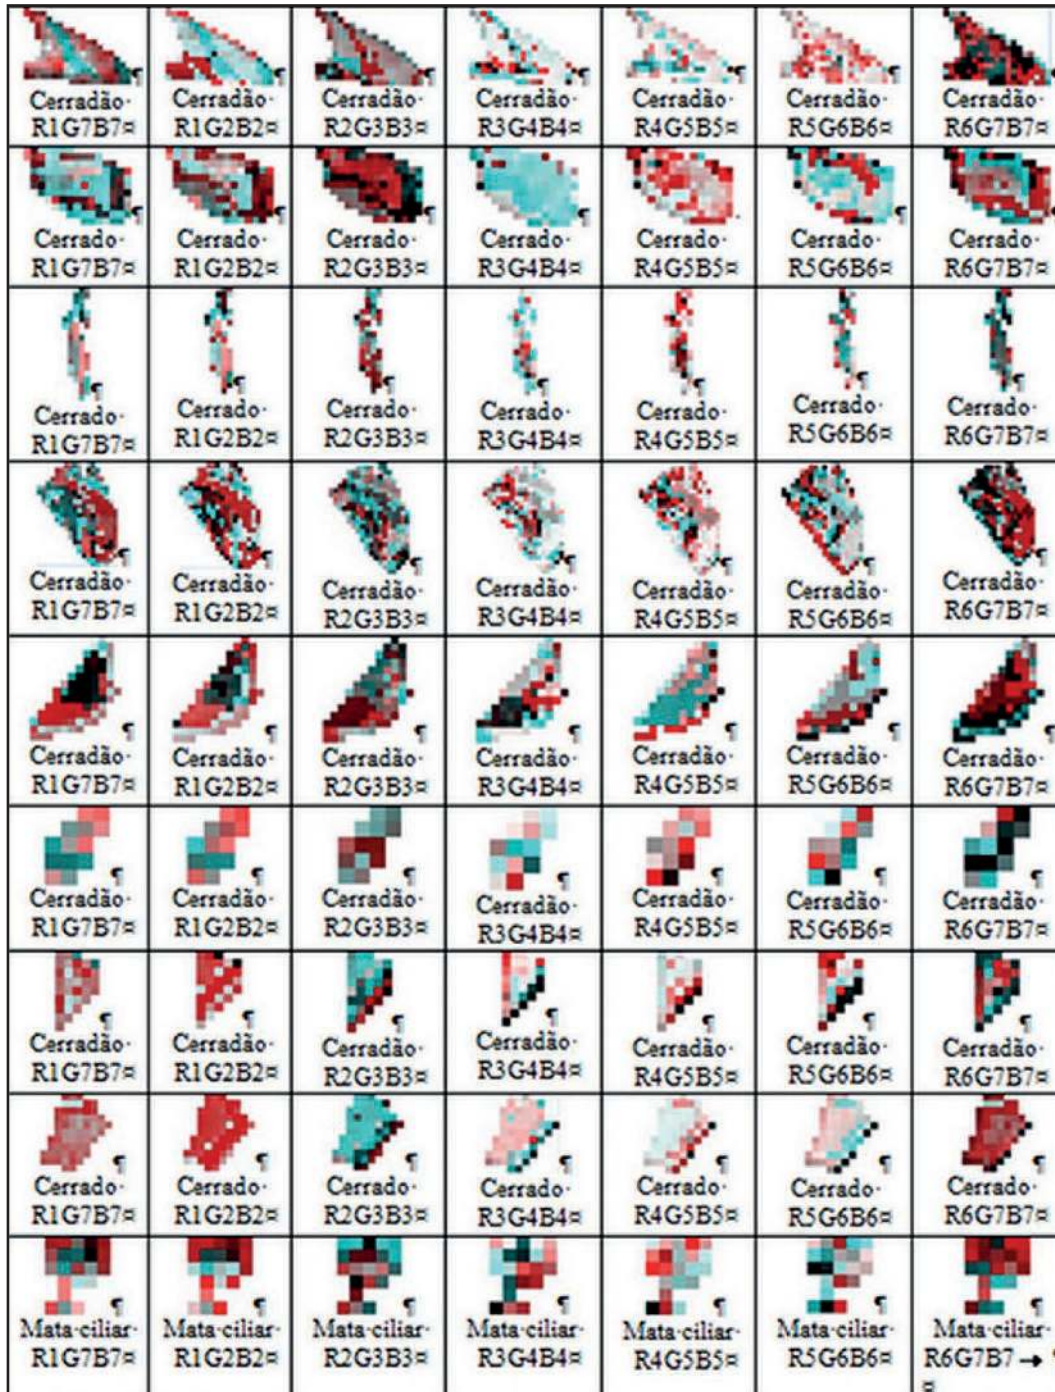 Cerradão· Cerradão· Cerradão· Cerradão· Cerradão· Cerradão· Cerradão·
R1G7B7¤ R1G2B2¤ R2G3B3¤ R3G4B4¤ R4G5B5¤ R5G6B6¤ R6G7B7¤
Cerrado· Cerrado· Cerrado· Cerrado· Cerrado· Cerrado· Cerrado·
R1G7B7¤ R1G2B2¤ R2G3B3¤ R3G4B4¤ R4G5B5¤ R5G6B6¤ R6G7B7¤
Cerrado· Cerrado· Cerrado· Cerrado· Cerrado· Cerrado· Cerrado·
R1G7B7¤ R1G2B2¤ R2G3B3¤ R3G4B4¤ R4G5B5¤ R5G6B6¤ R6G7B7¤
Cerradão· Cerradão· Cerradão· Cerradão· Cerradão· Cerradão· Cerradão·
R1G7B7¤ R1G2B2¤ R2G3B3¤ R3G4B4¤ R4G5B5¤ R5G6B6¤ R6G7B7¤
Cerradão· Cerradão· Cerradão· Cerradão· Cerradão· Cerradão· Cerradão·
R1G7B7¤ R1G2B2¤ R2G3B3¤ R3G4B4¤ R4G5B5¤ R5G6B6¤ R6G7B7¤
Cerradão· Cerradão· Cerradão· Cerradão· Cerradão· Cerradão· Cerradão·
R1G7B7¤ R1G2B2¤ R2G3B3¤ R3G4B4¤ R4G5B5¤ R5G6B6¤ R6G7B7¤
Cerradão· Cerradão· Cerradão· Cerradão· Cerradão· Cerradão· Cerradão·
R1G7B7¤ R1G2B2¤ R2G3B3¤ R3G4B4¤ R4G5B5¤ R5G6B6¤ R6G7B7¤
Cerrado· Cerrado· Cerrado· Cerrado· Cerrado· Cerrado· Cerrado·
R1G7B7¤ R1G2B2¤ R2G3B3¤ R3G4B4¤ R4G5B5¤ R5G6B6¤ R6G7B7¤
Mata·ciliar· Mata·ciliar· Mata·ciliar· Mata·ciliar· Mata·ciliar· Mata·ciliar· Mata·ciliar·
R1G7B7¤ R1G2B2¤ R2G3B3¤ R3G4B4¤ R4G5B5¤ R5G6B6¤ R6G7B7 → ¶
¤